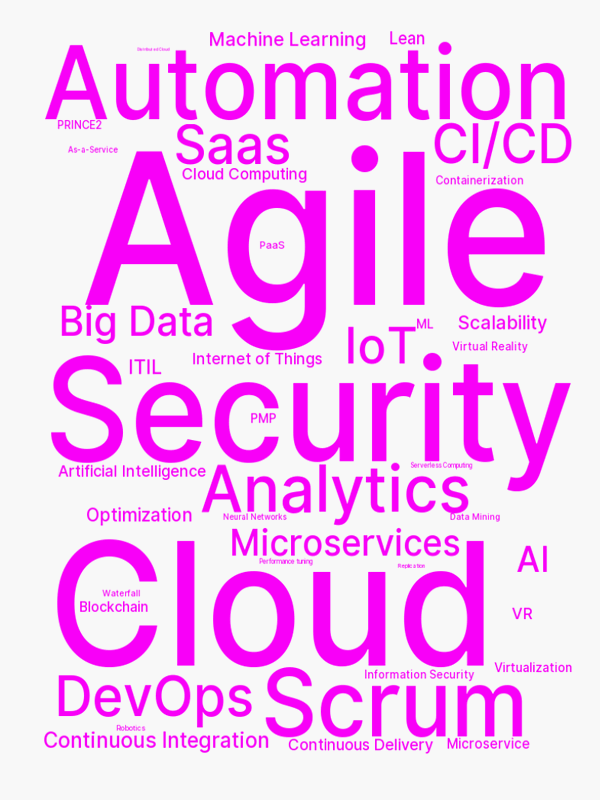 Machine Learning
Lean
Automation
PRINCE2
Saas
CI/CD
As-a-Service
Cloud Computing
Containerization
Agile
PaaS
Big Data
IoT
ML
Scalability
Virtual Reality
Internet of Things
ITIL
Security
PMP
Artificial Intelligence
Serverless Computing
Analytics
Optimization
Neural Networks
Data Mining
Microservices
Cloud
Performance tuning
Replication
AI
Waterfall
Blockchain
VR
Information Security
Virtualization
DevOps
Scrum
Robotics
Continuous Integration
Continuous Delivery
Microservice